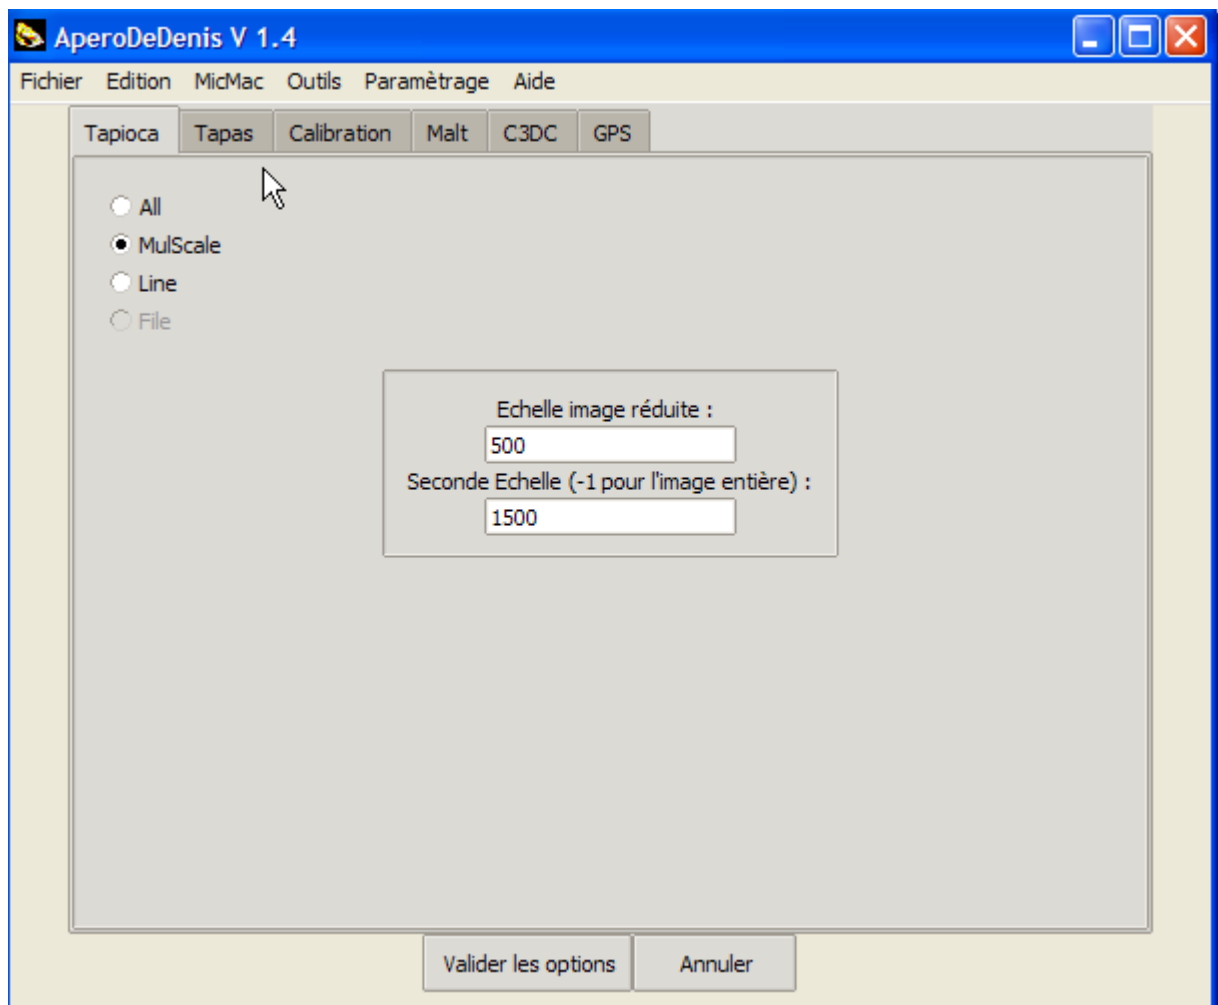 AperoDeDenis V 1.4
Fichier Edition MicMac Outils Paramètrage Aide
Tapioca Tapas Calibration Malt C3DC GPS
All
MulScale
Line
File
Echelle image réduite :
500
Seconde Echelle (-1 pour l'image entière) :
1500
Valider les options Annuler